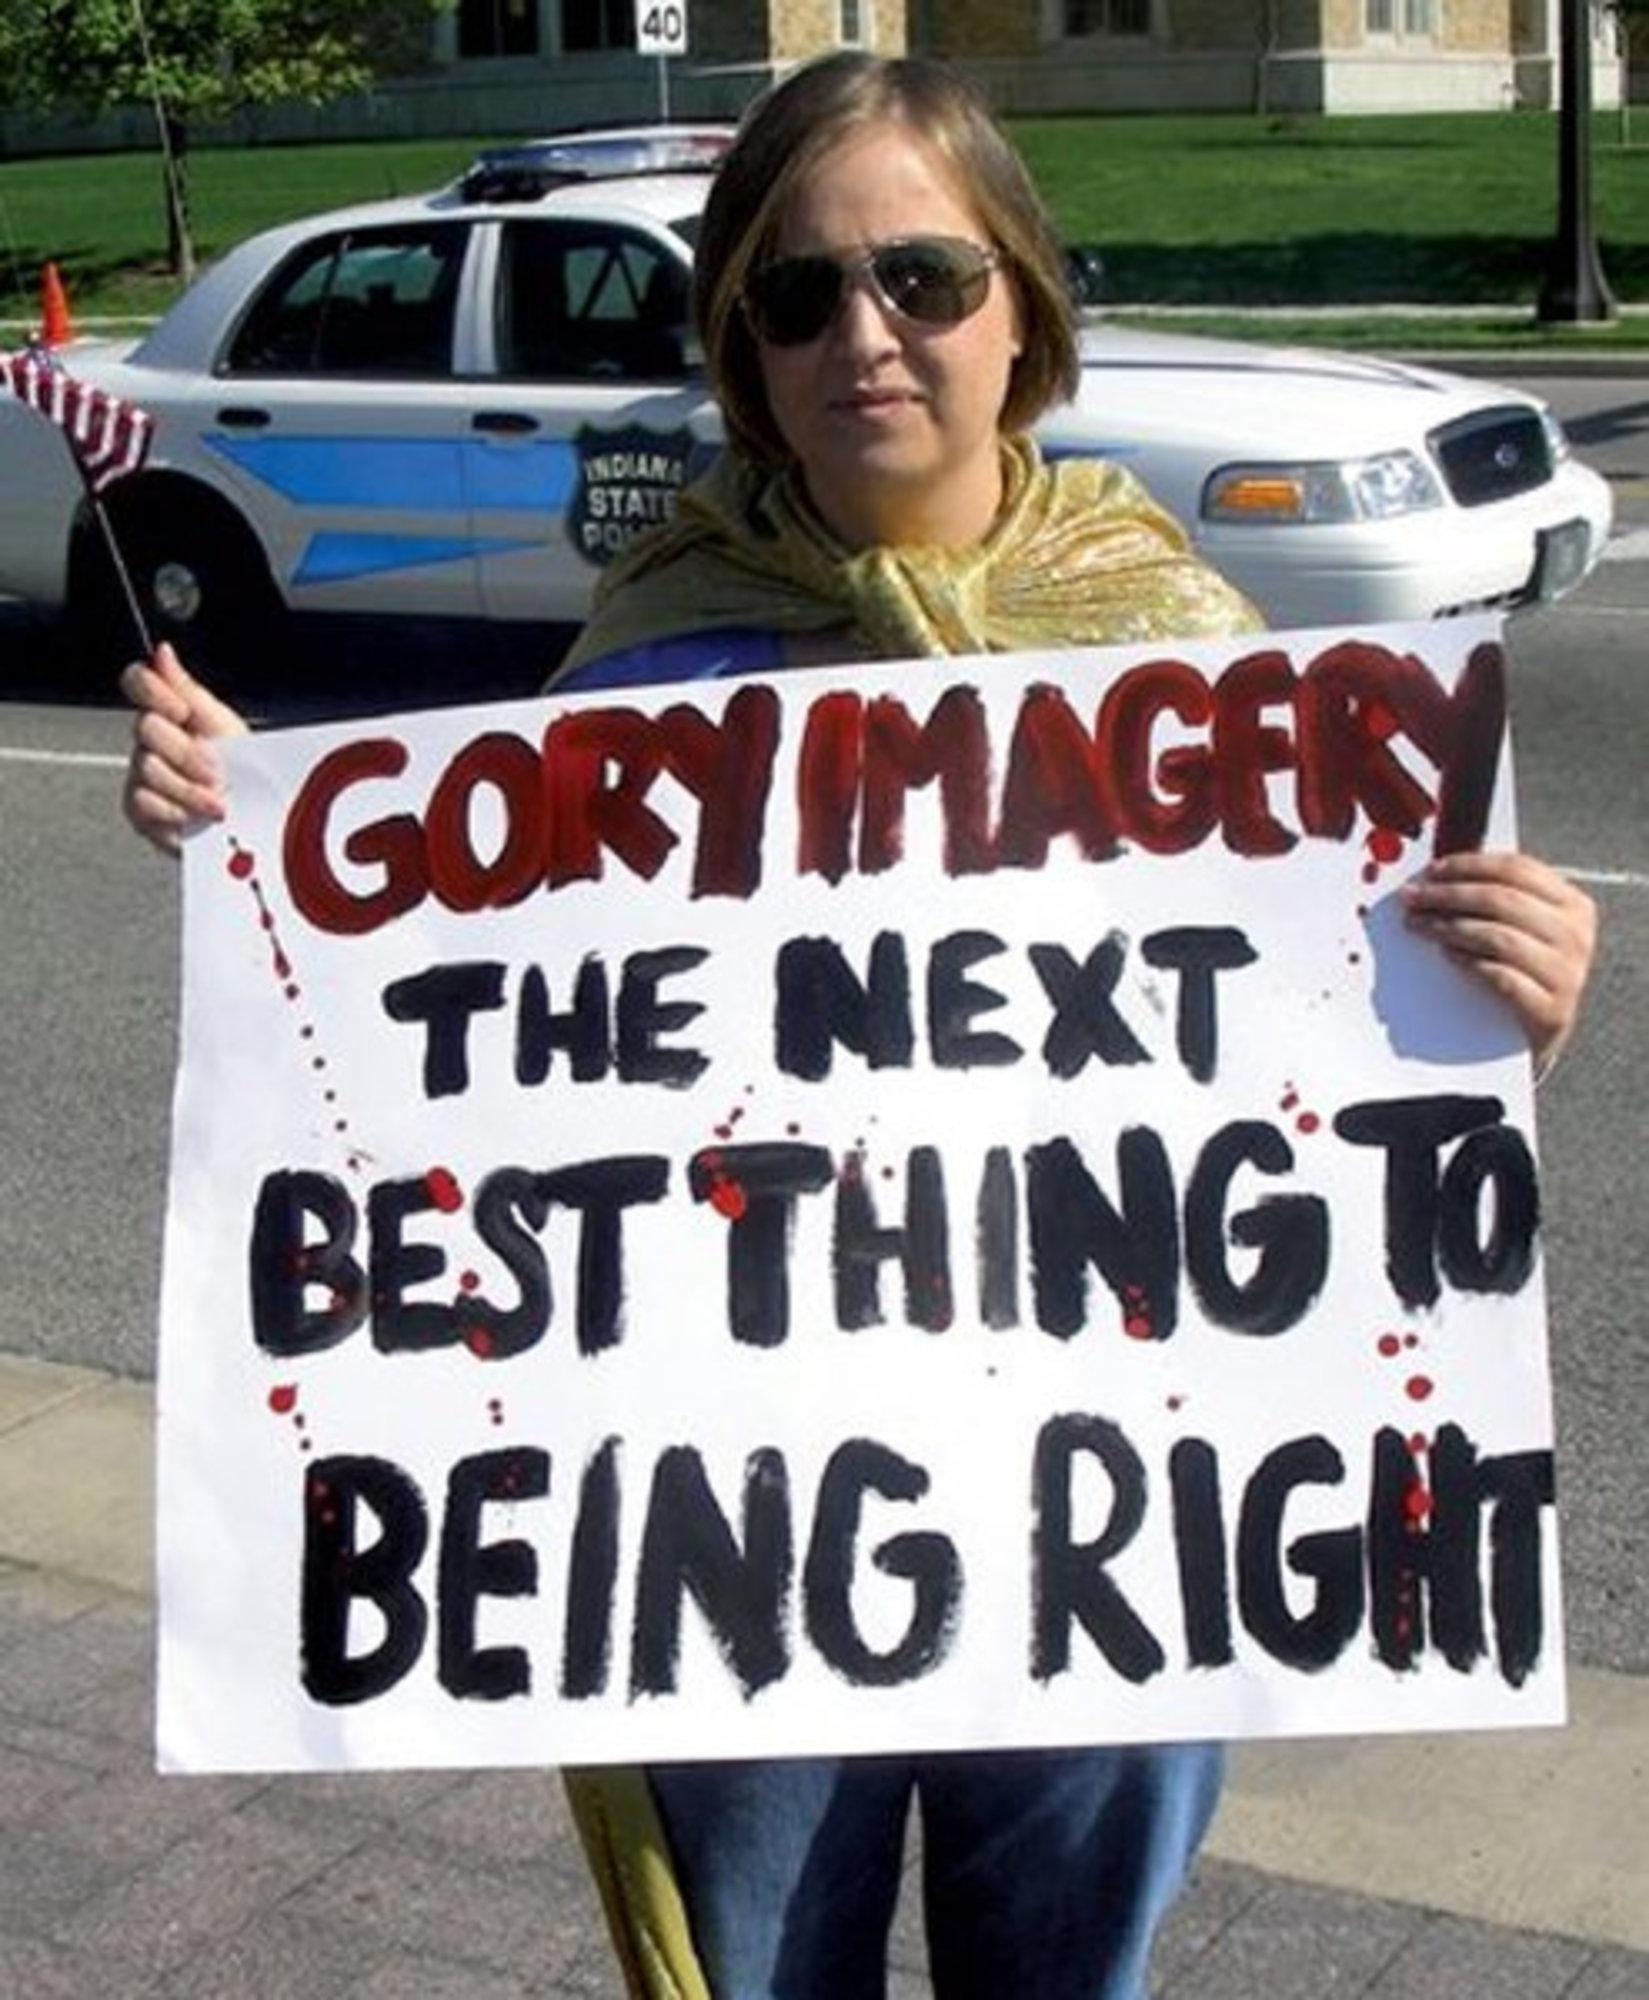 40
INDIANA
STATE
GORY IMAGERY
THE NEXT
BEST THING TO
BEING RIGHT